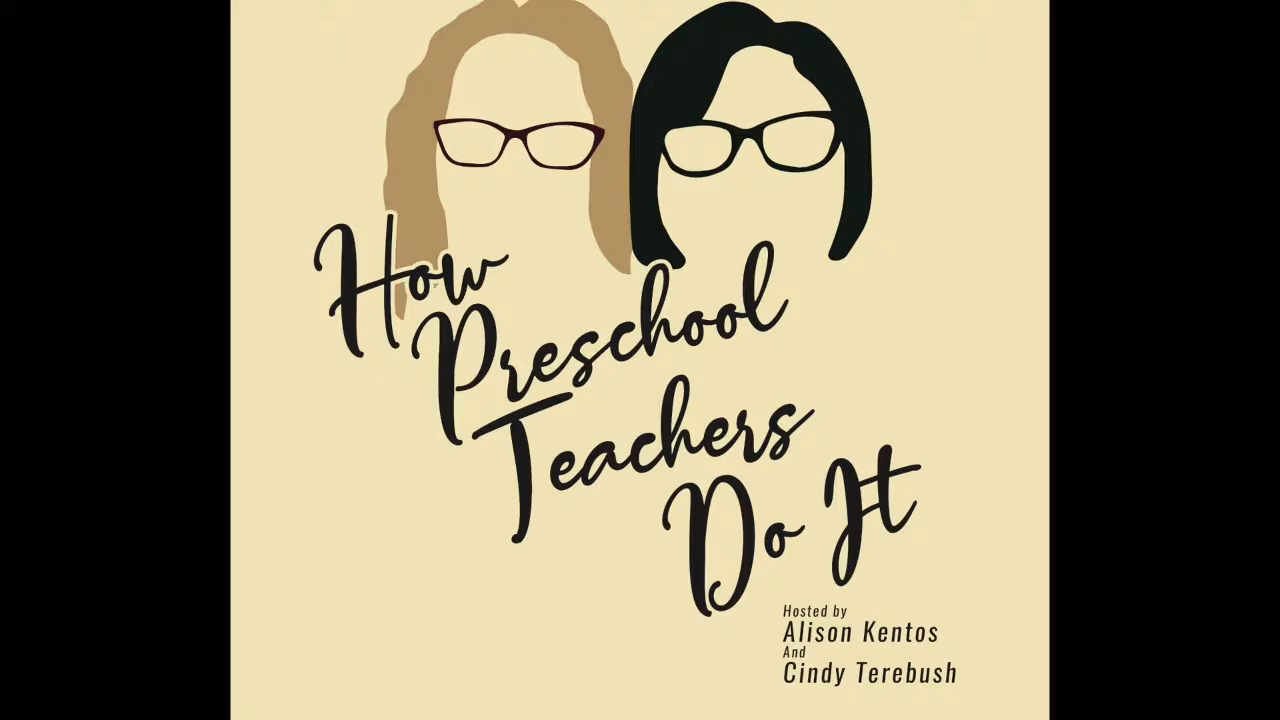 How
Preschool
Teachers
Do It
Hosted by
Alison Kentos
And
Cindy Terebush